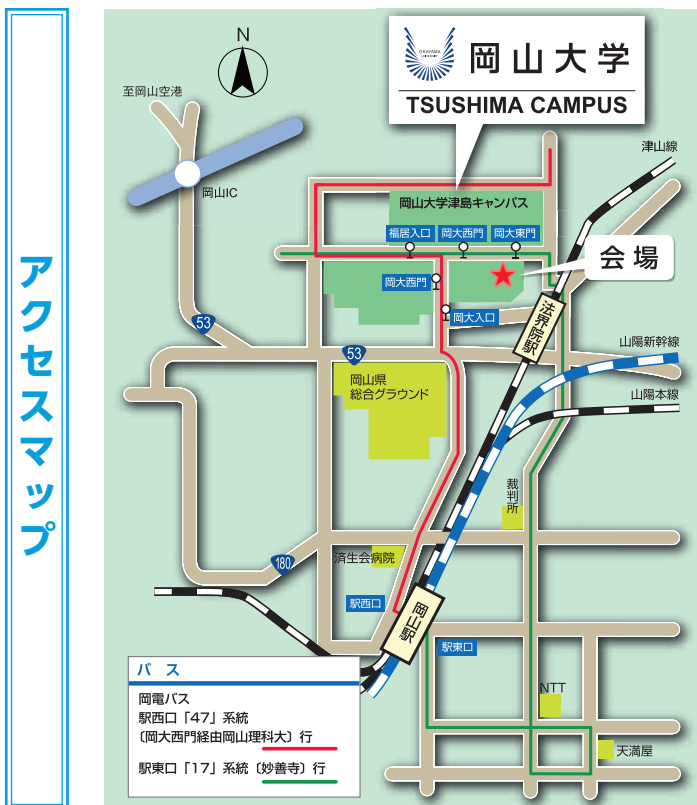 アクセスマップ
N
至岡山空港
岡山IC
OKAYAMA
岡山大学
TSUSHIMA CAMPUS
津山線
岡山大学津島キャンパス
福居入口
岡大西門
岡大東門
会場
岡大西門
岡大入口
法界院駅
53
53
山陽新幹線
岡山県
総合グラウンド
山陽本線
裁判所
180
済生会病院
駅西口
岡山駅
駅東口
NTT
天満屋
バス
岡電バス
駅西口「47」系統
〔岡大西門経由岡山理科大〕行
駅東口「17」系統〔妙善寺〕行